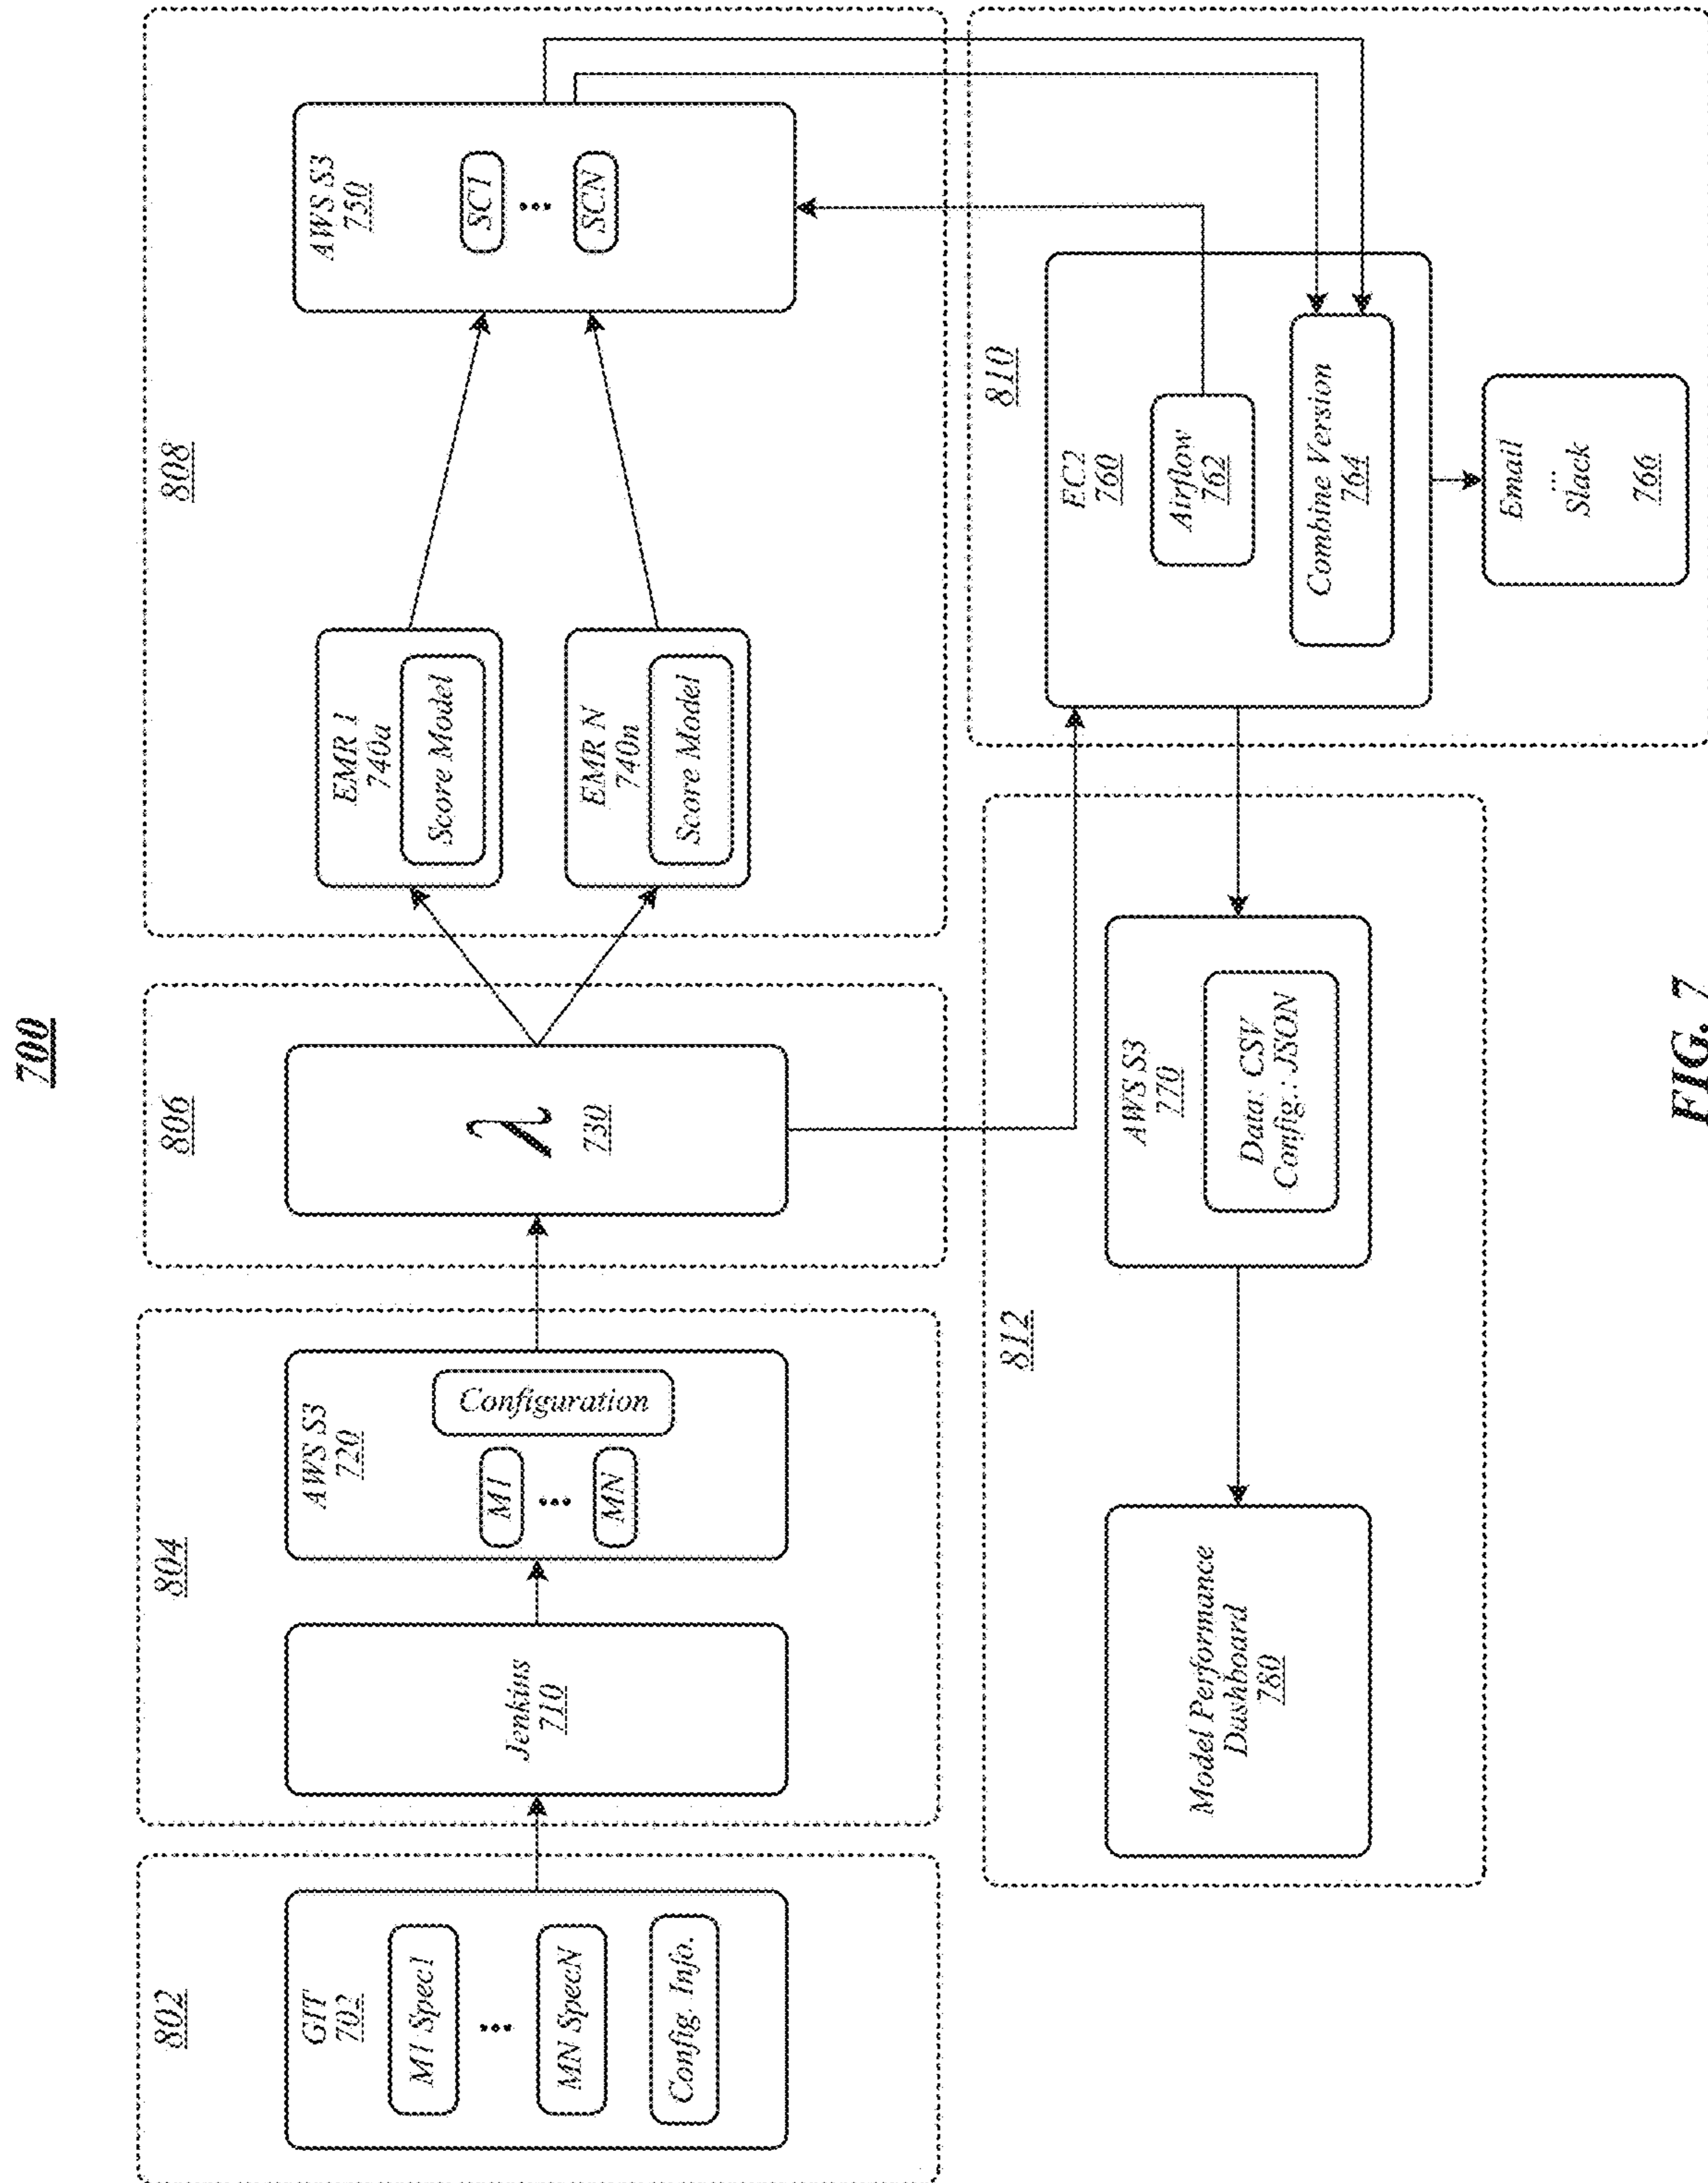 700
802
GIT
702
M1 Spec1
...
MN SpecN
Config. Info.
804
Jenkins
710
AWS S3
720
M1
...
MN
Configuration
806
λ
730
808
EMR 1
740a
Score Model
EMR N
740n
Score Model
AWS S3
750
SC1
...
SCN
812
Model Performance
Dashboard
780
AWS S3
770
Data: CSV
Config.: JSON
810
EC2
760
Airflow
762
Combine Version
764
Email
...
Slack
766
FIG. 7